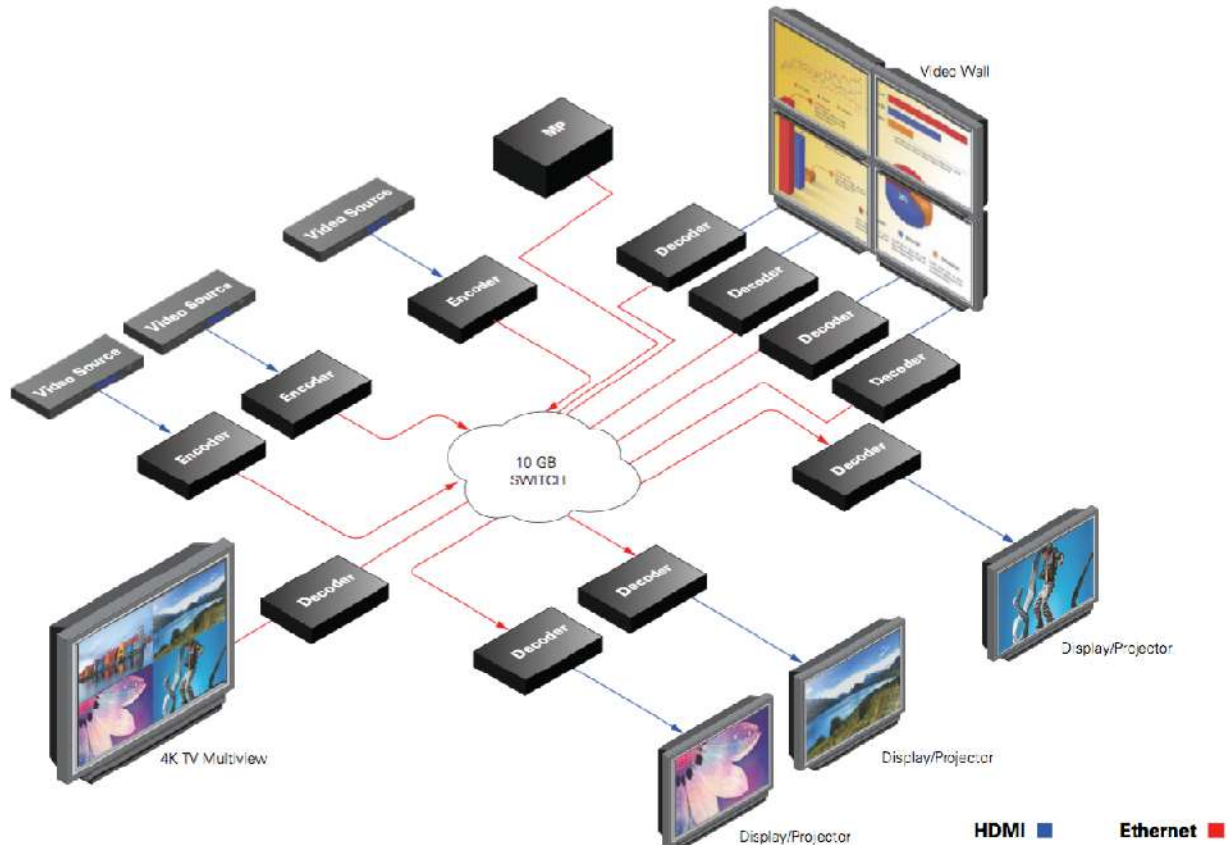 Video Wall
MP
Video Source
Decoder
Encoder
Decoder
Video Source
Decoder
Video Source
Encoder
Decoder
Encoder
10 GB
SWITCH
Decoder
Decoder
Decoder
Decoder
4K TV Multiview
Display/Projector
Display/Projector
Display/Projector
HDMI
Ethernet